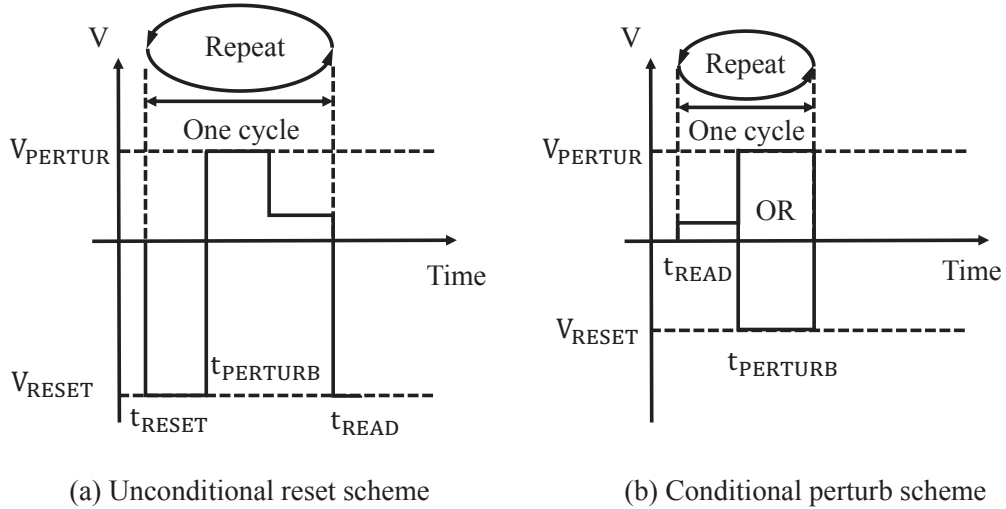 V
Repeat
One cycle
V_PERTUR
Time
V_RESET
t_PERTURB
t_RESET
t_READ
(a) Unconditional reset scheme
V
Repeat
One cycle
V_PERTUR
OR
t_READ
Time
V_RESET
t_PERTURB
(b) Conditional perturb scheme